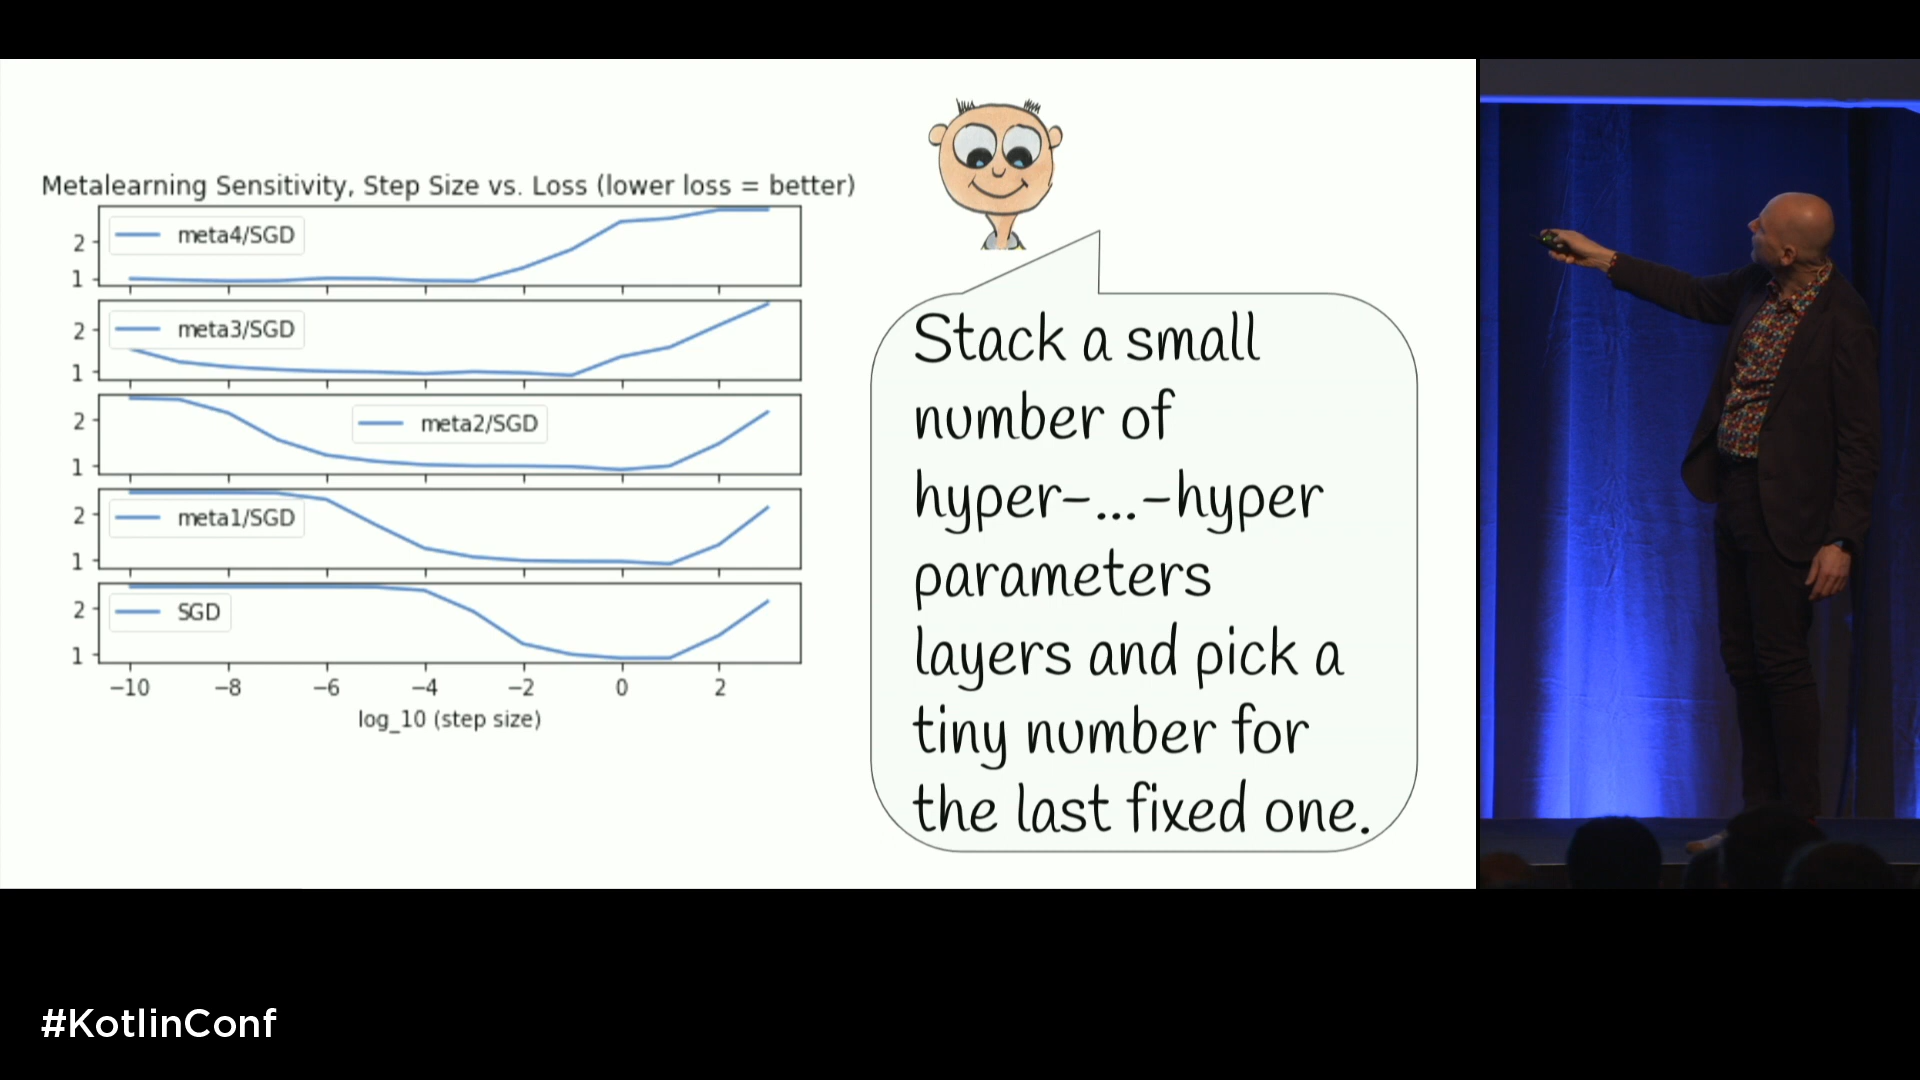 Metalearning Sensitivity, Step Size vs. Loss (lower loss = better)
meta4/SGD
2
1
meta3/SGD
2
1
meta2/SGD
2
1
meta1/SGD
2
1
SGD
2
1
−10 −8 −6 −4 −2 0 2
log_10 (step size)
Stack a small
number of
hyper-...-hyper
parameters
layers and pick a
tiny number for
the last fixed one.
#KotlinConf